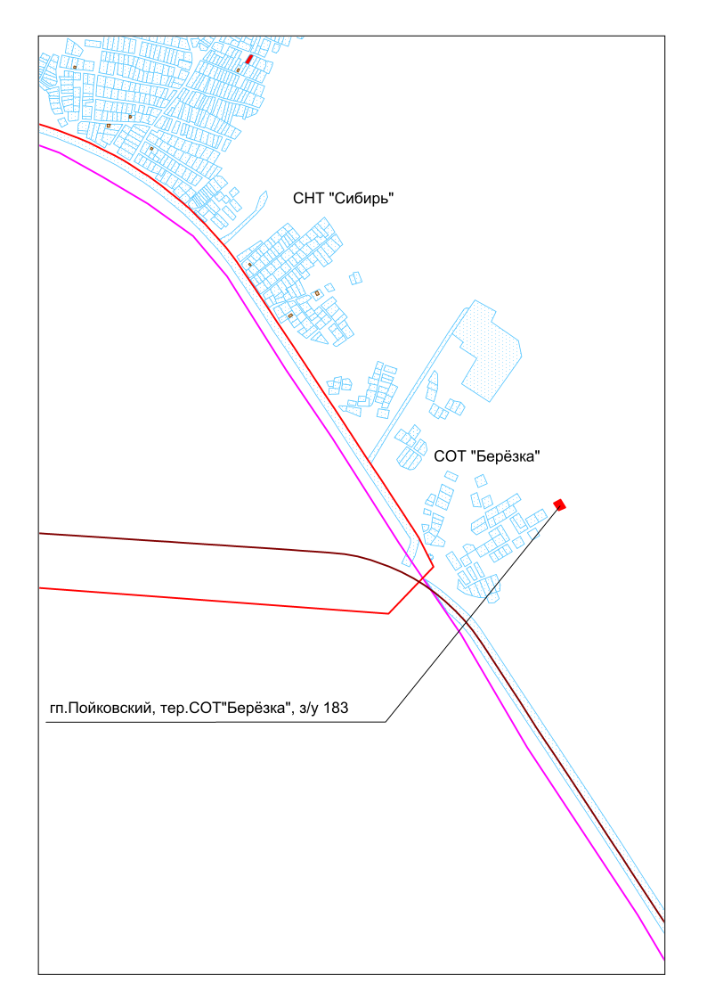 СНТ "Сибирь"
СОТ "Берёзка"
гп.Пойковский, тер.СОТ"Берёзка", з/у 183